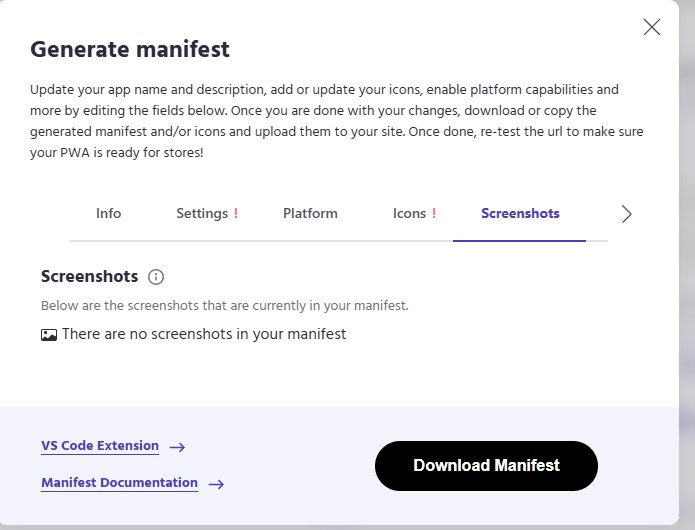 Generate manifest
Update your app name and description, add or update your icons, enable platform capabilities and
more by editing the fields below. Once you are done with your changes, download or copy the
generated manifest and/or icons and upload them to your site. Once done, re-test the url to make sure
your PWA is ready for stores!
Info Settings ! Platform Icons ! Screenshots
Screenshots
Below are the screenshots that are currently in your manifest.
There are no screenshots in your manifest
VS Code Extension
Download Manifest
Manifest Documentation